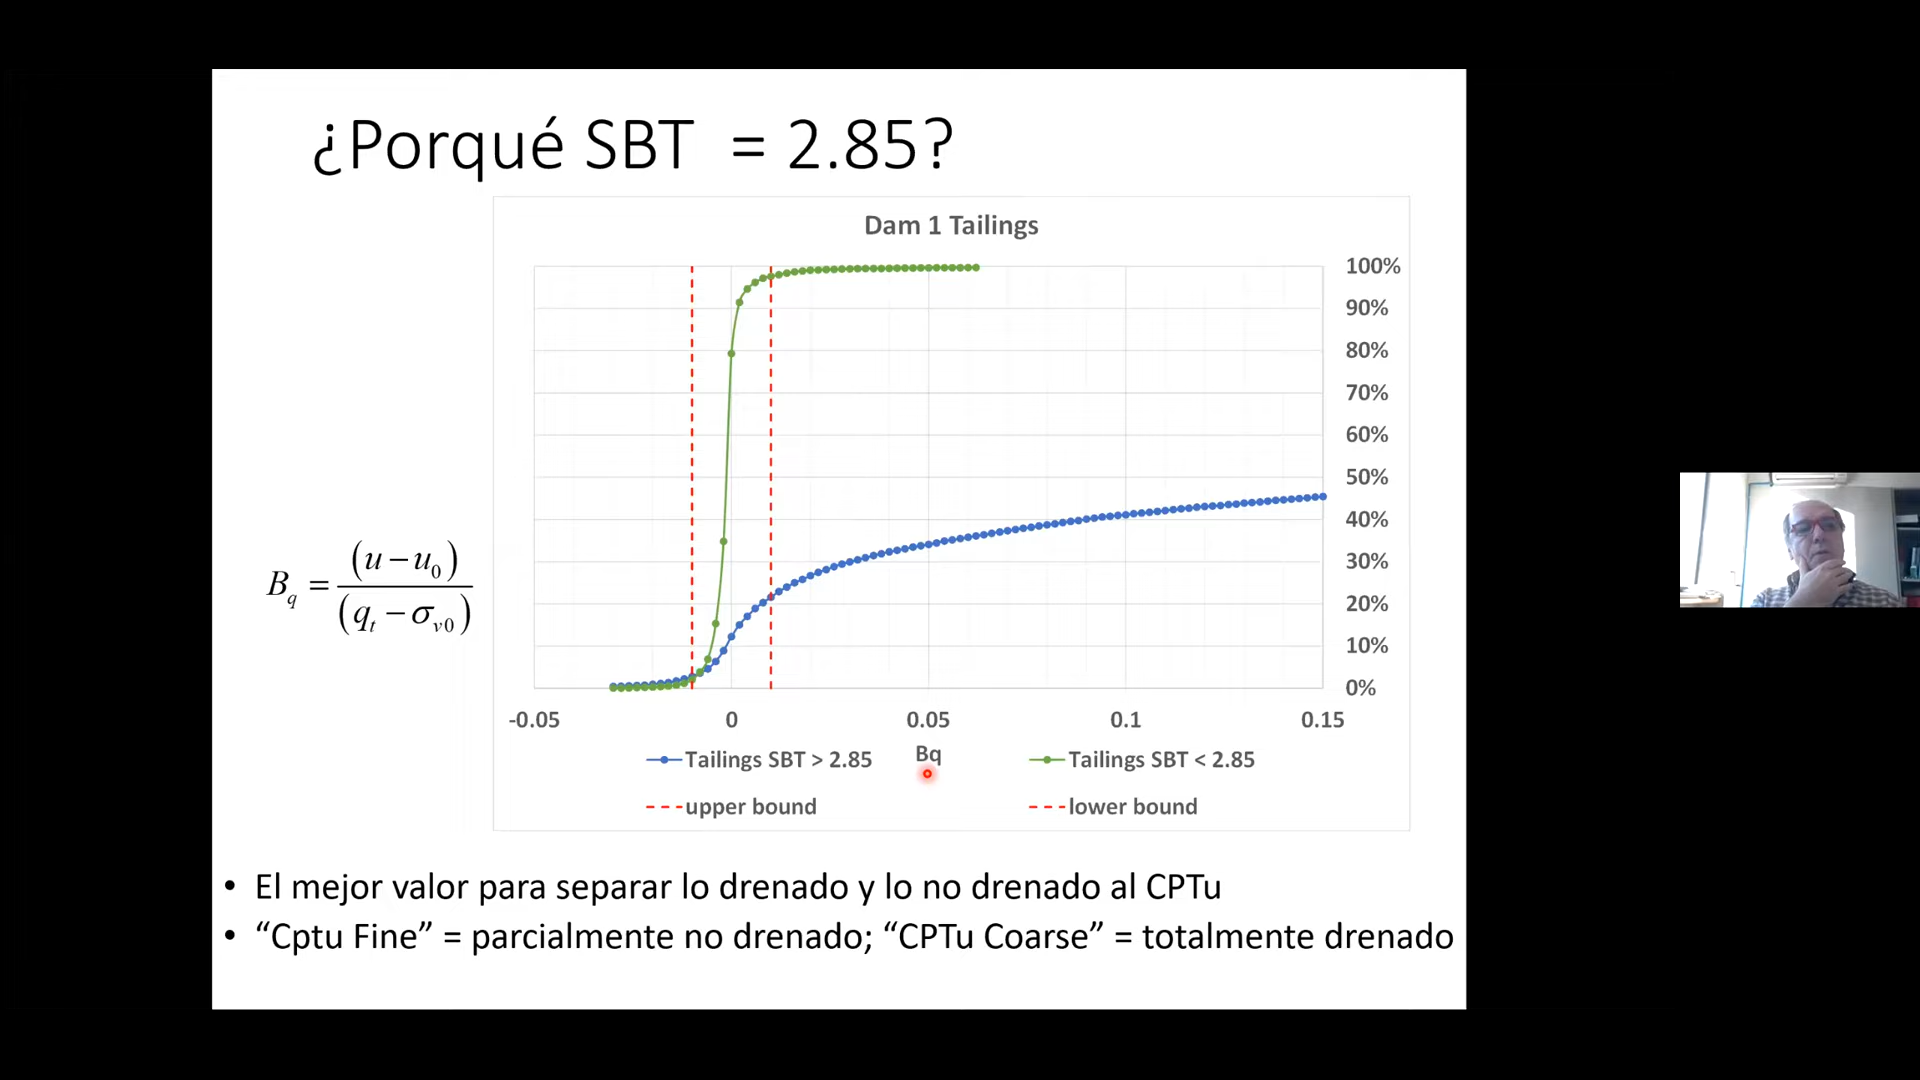 ¿Porqué SBT = 2.85?
Dam 1 Tailings
100%
90%
80%
70%
60%
50%
40%
30%
20%
10%
0%
-0.05 0 0.05 0.1 0.15
Bq
Tailings SBT > 2.85 Tailings SBT < 2.85
upper bound lower bound
B_q = (u − u_0) / (q_t − σ_v0)
• El mejor valor para separar lo drenado y lo no drenado al CPTu
• “Cptu Fine” = parcialmente no drenado; “CPTu Coarse” = totalmente drenado